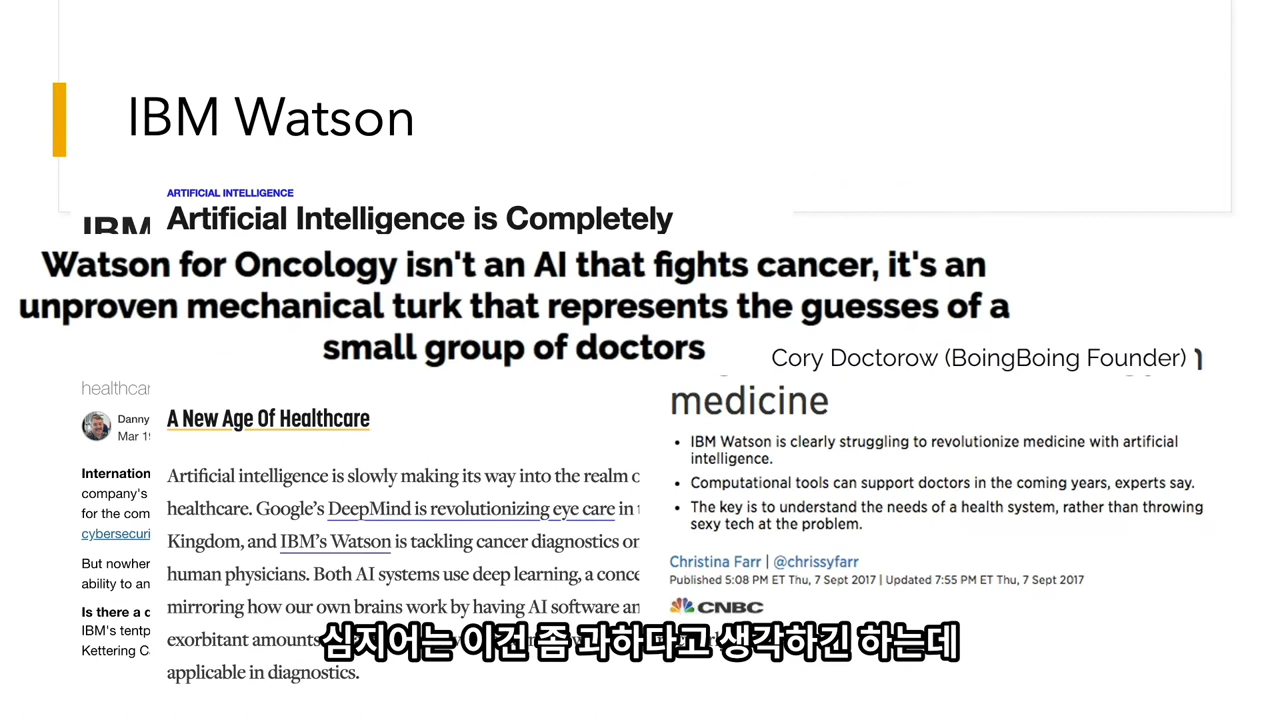 IBM Watson
ARTIFICIAL INTELLIGENCE
IBM
Artificial Intelligence is Completely
Watson for Oncology isn't an AI that fights cancer, it's an
unproven mechanical turk that represents the guesses of a
small group of doctors
Cory Doctorow (BoingBoing Founder)
healthcar
Danny
Mar 19
Internation
company's
for the com
cybersecuri
But nowher
ability to an
Is there a d
IBM's tentp
Kettering C
A New Age Of Healthcare
Artificial intelligence is slowly making its way into the realm o
healthcare. Google's DeepMind is revolutionizing eye care in
Kingdom, and IBM's Watson is tackling cancer diagnostics on
human physicians. Both AI systems use deep learning, a conce
mirroring how our own brains work by having AI software an
exorbitant amounts
applicable in diagnostics.
medicine
• IBM Watson is clearly struggling to revolutionize medicine with artificial
intelligence.
• Computational tools can support doctors in the coming years, experts say.
• The key is to understand the needs of a health system, rather than throwing
sexy tech at the problem.
Christina Farr | @chrissyfarr
Published 5:08 PM ET Thu, 7 Sept 2017 | Updated 7:55 PM ET Thu, 7 Sept 2017
CNBC
심지어는 이건 좀 과하다고 생각하긴 하는데